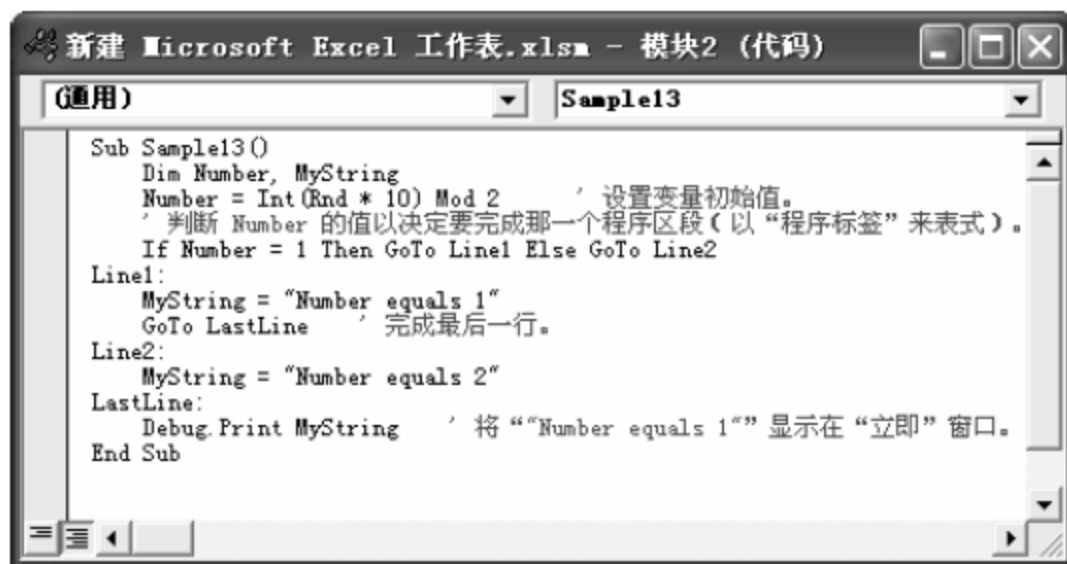 新建 Microsoft Excel 工作表.xlsm - 模块2 (代码)
(通用) Sample13
Sub Sample13()
    Dim Number, MyString
    Number = Int(Rnd * 10) Mod 2      ' 设置变量初始值。
    ' 判断 Number 的值以决定要完成那一个程序区段(以“程序标签”来表式)。
    If Number = 1 Then GoTo Line1 Else GoTo Line2
Line1:
    MyString = "Number equals 1"
    GoTo LastLine    ' 完成最后一行。
Line2:
    MyString = "Number equals 2"
LastLine:
    Debug.Print MyString    ' 将“"Number equals 1"”显示在“立即”窗口。
End Sub